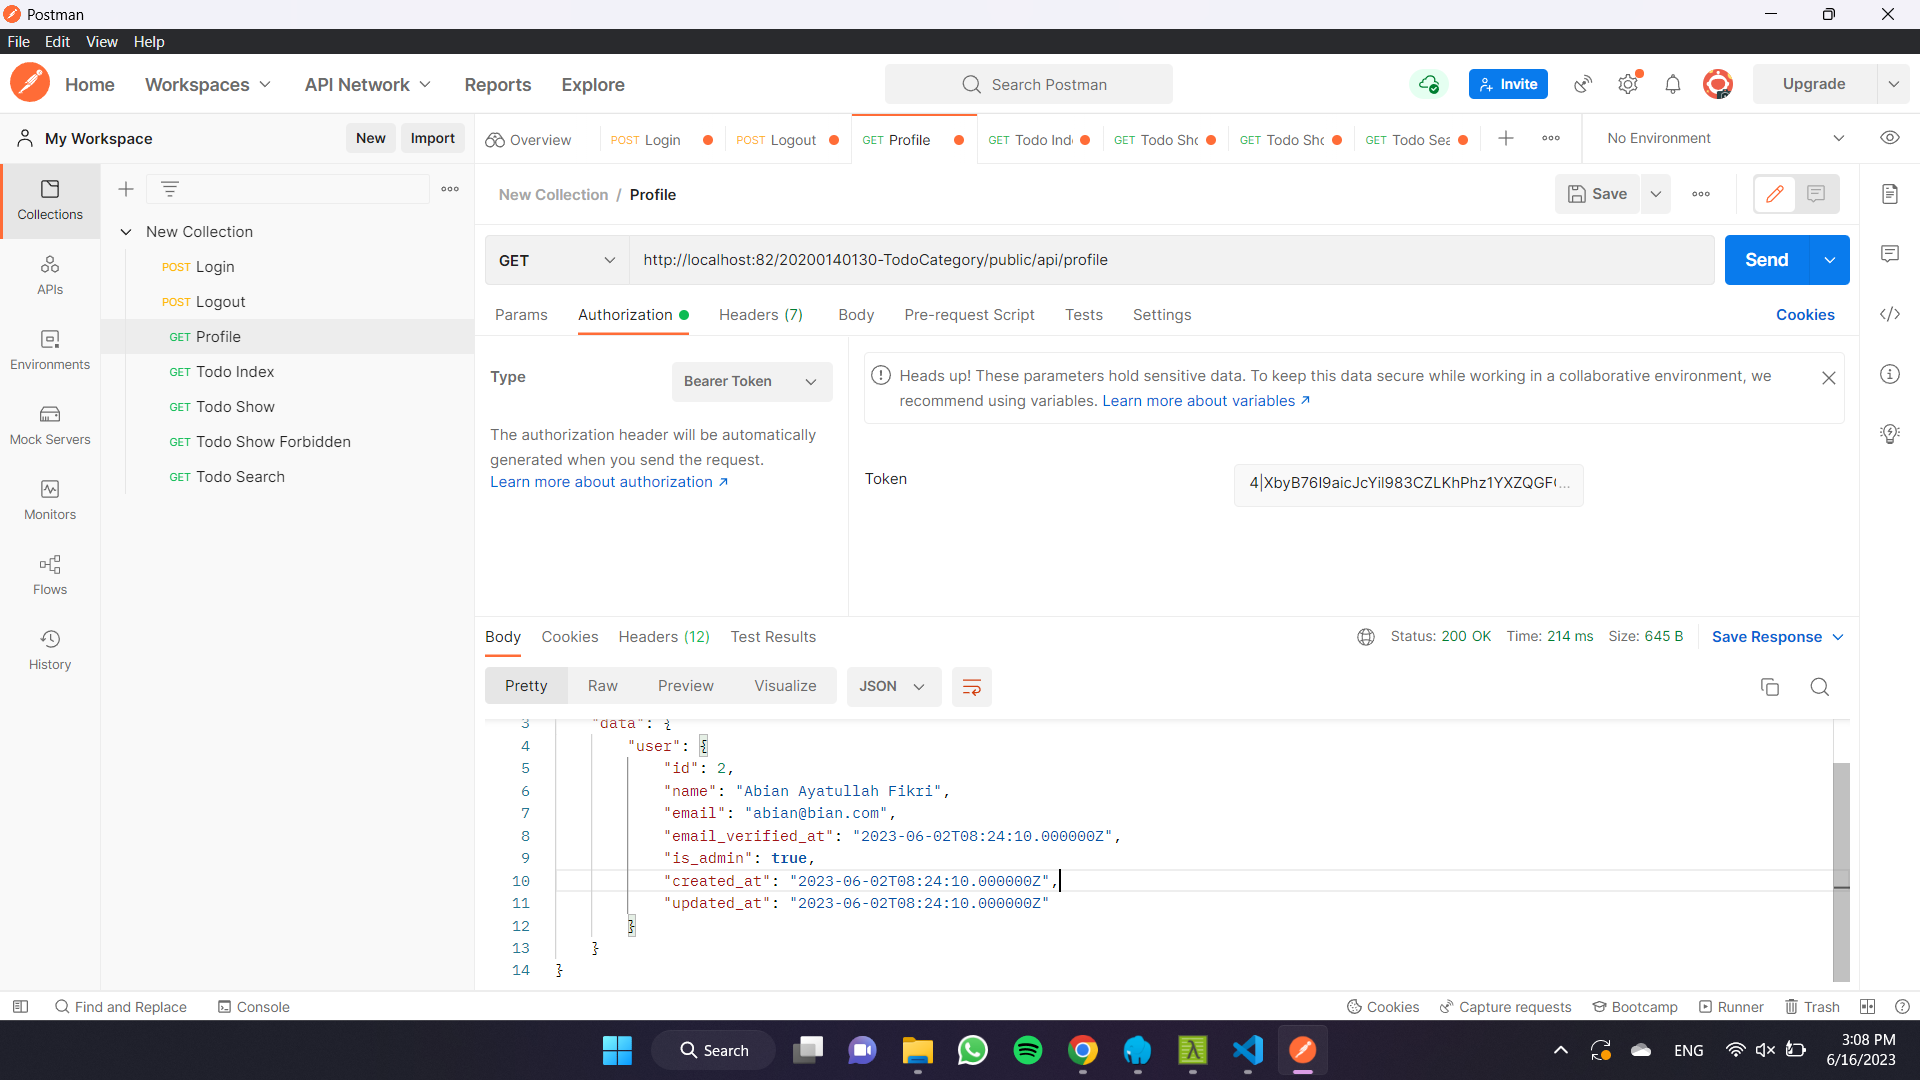 Postman
File Edit View Help
Home Workspaces API Network Reports Explore Search Postman Invite Upgrade
My Workspace New Import Overview POST Login POST Logout GET Profile GET Todo Ind GET Todo Sho GET Todo Sho GET Todo Sea No Environment
New Collection / Profile Save
Collections
APIs
Environments
Mock Servers
Monitors
Flows
History
New Collection
POST Login
POST Logout
GET Profile
GET Todo Index
GET Todo Show
GET Todo Show Forbidden
GET Todo Search
GET http://localhost:82/20200140130-TodoCategory/public/api/profile Send
Params Authorization Headers (7) Body Pre-request Script Tests Settings Cookies
Type Bearer Token
The authorization header will be automatically
generated when you send the request.
Learn more about authorization ↗
Heads up! These parameters hold sensitive data. To keep this data secure while working in a collaborative environment, we
recommend using variables. Learn more about variables ↗
Token 4|XbyB76I9aicJcYil983CZLKhPhz1YXZQGF...
Body Cookies Headers (12) Test Results Status: 200 OK Time: 214 ms Size: 645 B Save Response
Pretty Raw Preview Visualize JSON
3 "data": {
4 "user": {
5 "id": 2,
6 "name": "Abian Ayatullah Fikri",
7 "email": "abian@bian.com",
8 "email_verified_at": "2023-06-02T08:24:10.000000Z",
9 "is_admin": true,
10 "created_at": "2023-06-02T08:24:10.000000Z",
11 "updated_at": "2023-06-02T08:24:10.000000Z"
12 }
13 }
14 }
Find and Replace Console Cookies Capture requests Bootcamp Runner Trash
Search ENG 3:08 PM
6/16/2023